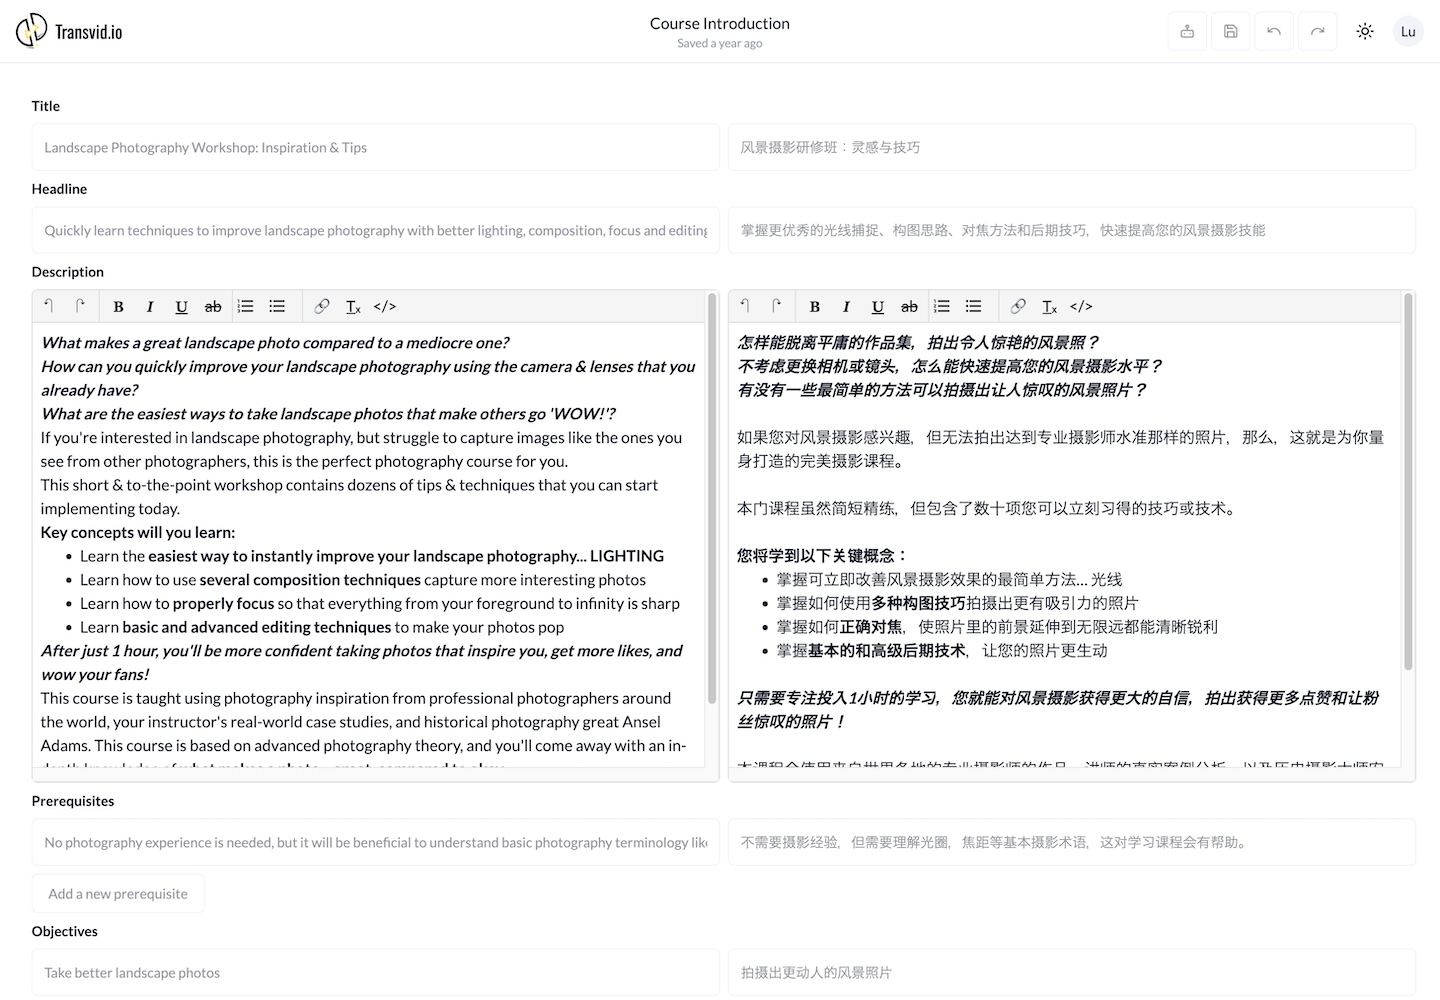 Transvid.io
Course Introduction
Saved a year ago
Lu
Title
Landscape Photography Workshop: Inspiration & Tips
风景摄影研修班：灵感与技巧
Headline
Quickly learn techniques to improve landscape photography with better lighting, composition, focus and editing
掌握更优秀的光线捕捉、构图思路、对焦方法和后期技巧，快速提高您的风景摄影技能
Description
B I U ab Tx </>
What makes a great landscape photo compared to a mediocre one?
How can you quickly improve your landscape photography using the camera & lenses that you
already have?
What are the easiest ways to take landscape photos that make others go 'WOW!'?
If you're interested in landscape photography, but struggle to capture images like the ones you
see from other photographers, this is the perfect photography course for you.
This short & to-the-point workshop contains dozens of tips & techniques that you can start
implementing today.
Key concepts will you learn:
• Learn the easiest way to instantly improve your landscape photography... LIGHTING
• Learn how to use several composition techniques capture more interesting photos
• Learn how to properly focus so that everything from your foreground to infinity is sharp
• Learn basic and advanced editing techniques to make your photos pop
After just 1 hour, you'll be more confident taking photos that inspire you, get more likes, and
wow your fans!
This course is taught using photography inspiration from professional photographers around
the world, your instructor's real-world case studies, and historical photography great Ansel
Adams. This course is based on advanced photography theory, and you'll come away with an in-
B I U ab Tx </>
怎样能脱离平庸的作品集，拍出令人惊艳的风景照？
不考虑更换相机或镜头，怎么能快速提高您的风景摄影水平？
有没有一些最简单的方法可以拍摄出让人惊叹的风景照片？
如果您对风景摄影感兴趣，但无法拍出达到专业摄影师水准那样的照片，那么，这就是为你量
身打造的完美摄影课程。
本门课程虽然简短精练，但包含了数十项您可以立刻习得的技巧或技术。
您将学到以下关键概念：
• 掌握可立即改善风景摄影效果的最简单方法... 光线
• 掌握如何使用多种构图技巧拍摄出更有吸引力的照片
• 掌握如何正确对焦，使照片里的前景延伸到无限远都能清晰锐利
• 掌握基本的和高级后期技术，让您的照片更生动
只需要专注投入1小时的学习，您就能对风景摄影获得更大的自信，拍出获得更多点赞和让粉
丝惊叹的照片！
Prerequisites
No photography experience is needed, but it will be beneficial to understand basic photography terminology like
不需要摄影经验，但需要理解光圈，焦距等基本摄影术语，这对学习课程会有帮助。
Add a new prerequisite
Objectives
Take better landscape photos
拍摄出更动人的风景照片